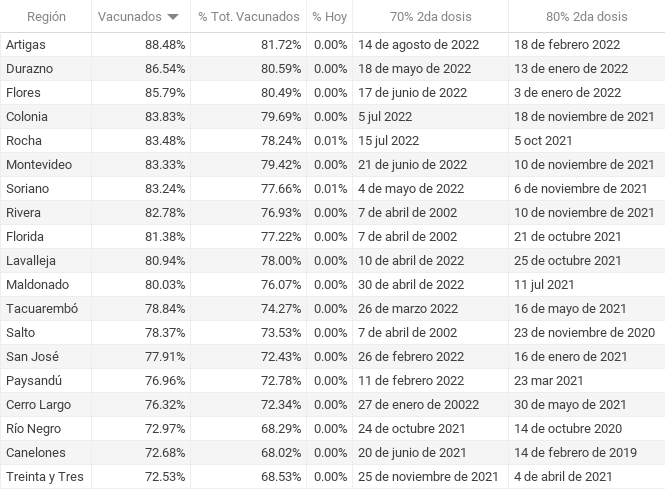 Región Vacunados % Tot. Vacunados % Hoy 70% 2da dosis 80% 2da dosis
Artigas 88.48% 81.72% 0.00% 14 de agosto de 2022 18 de febrero 2022
Durazno 86.54% 80.59% 0.00% 18 de mayo de 2022 13 de enero de 2022
Flores 85.79% 80.49% 0.00% 17 de junio de 2022 3 de enero de 2022
Colonia 83.83% 79.69% 0.00% 5 jul 2022 18 de noviembre de 2021
Rocha 83.48% 78.24% 0.01% 15 jul 2022 5 oct 2021
Montevideo 83.33% 79.42% 0.00% 21 de junio de 2022 10 de noviembre de 2021
Soriano 83.24% 77.66% 0.01% 4 de mayo de 2022 6 de noviembre de 2021
Rivera 82.78% 76.93% 0.00% 7 de abril de 2002 10 de noviembre de 2021
Florida 81.38% 77.22% 0.00% 7 de abril de 2002 21 de octubre 2021
Lavalleja 80.94% 78.00% 0.00% 10 de abril de 2022 25 de octubre 2021
Maldonado 80.03% 76.07% 0.00% 30 de abril de 2022 11 jul 2021
Tacuarembó 78.84% 74.27% 0.00% 26 de marzo 2022 16 de mayo de 2021
Salto 78.37% 73.53% 0.00% 7 de abril de 2002 23 de noviembre de 2020
San José 77.91% 72.43% 0.00% 26 de febrero 2022 16 de enero de 2021
Paysandú 76.96% 72.78% 0.00% 11 de febrero 2022 23 mar 2021
Cerro Largo 76.32% 72.34% 0.00% 27 de enero de 20022 30 de mayo de 2021
Río Negro 72.97% 68.29% 0.00% 24 de octubre 2021 14 de octubre 2020
Canelones 72.68% 68.02% 0.00% 20 de junio de 2021 14 de febrero de 2019
Treinta y Tres 72.53% 68.53% 0.00% 25 de noviembre de 2021 4 de abril de 2021